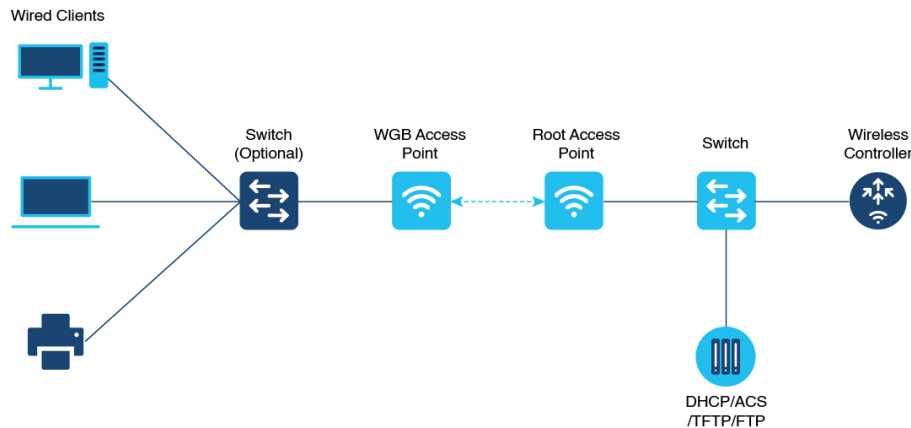 Wired Clients
Switch
(Optional)
WGB Access
Point
Root Access
Point
Switch
Wireless
Controller
DHCP/ACS
/TFTP/FTP